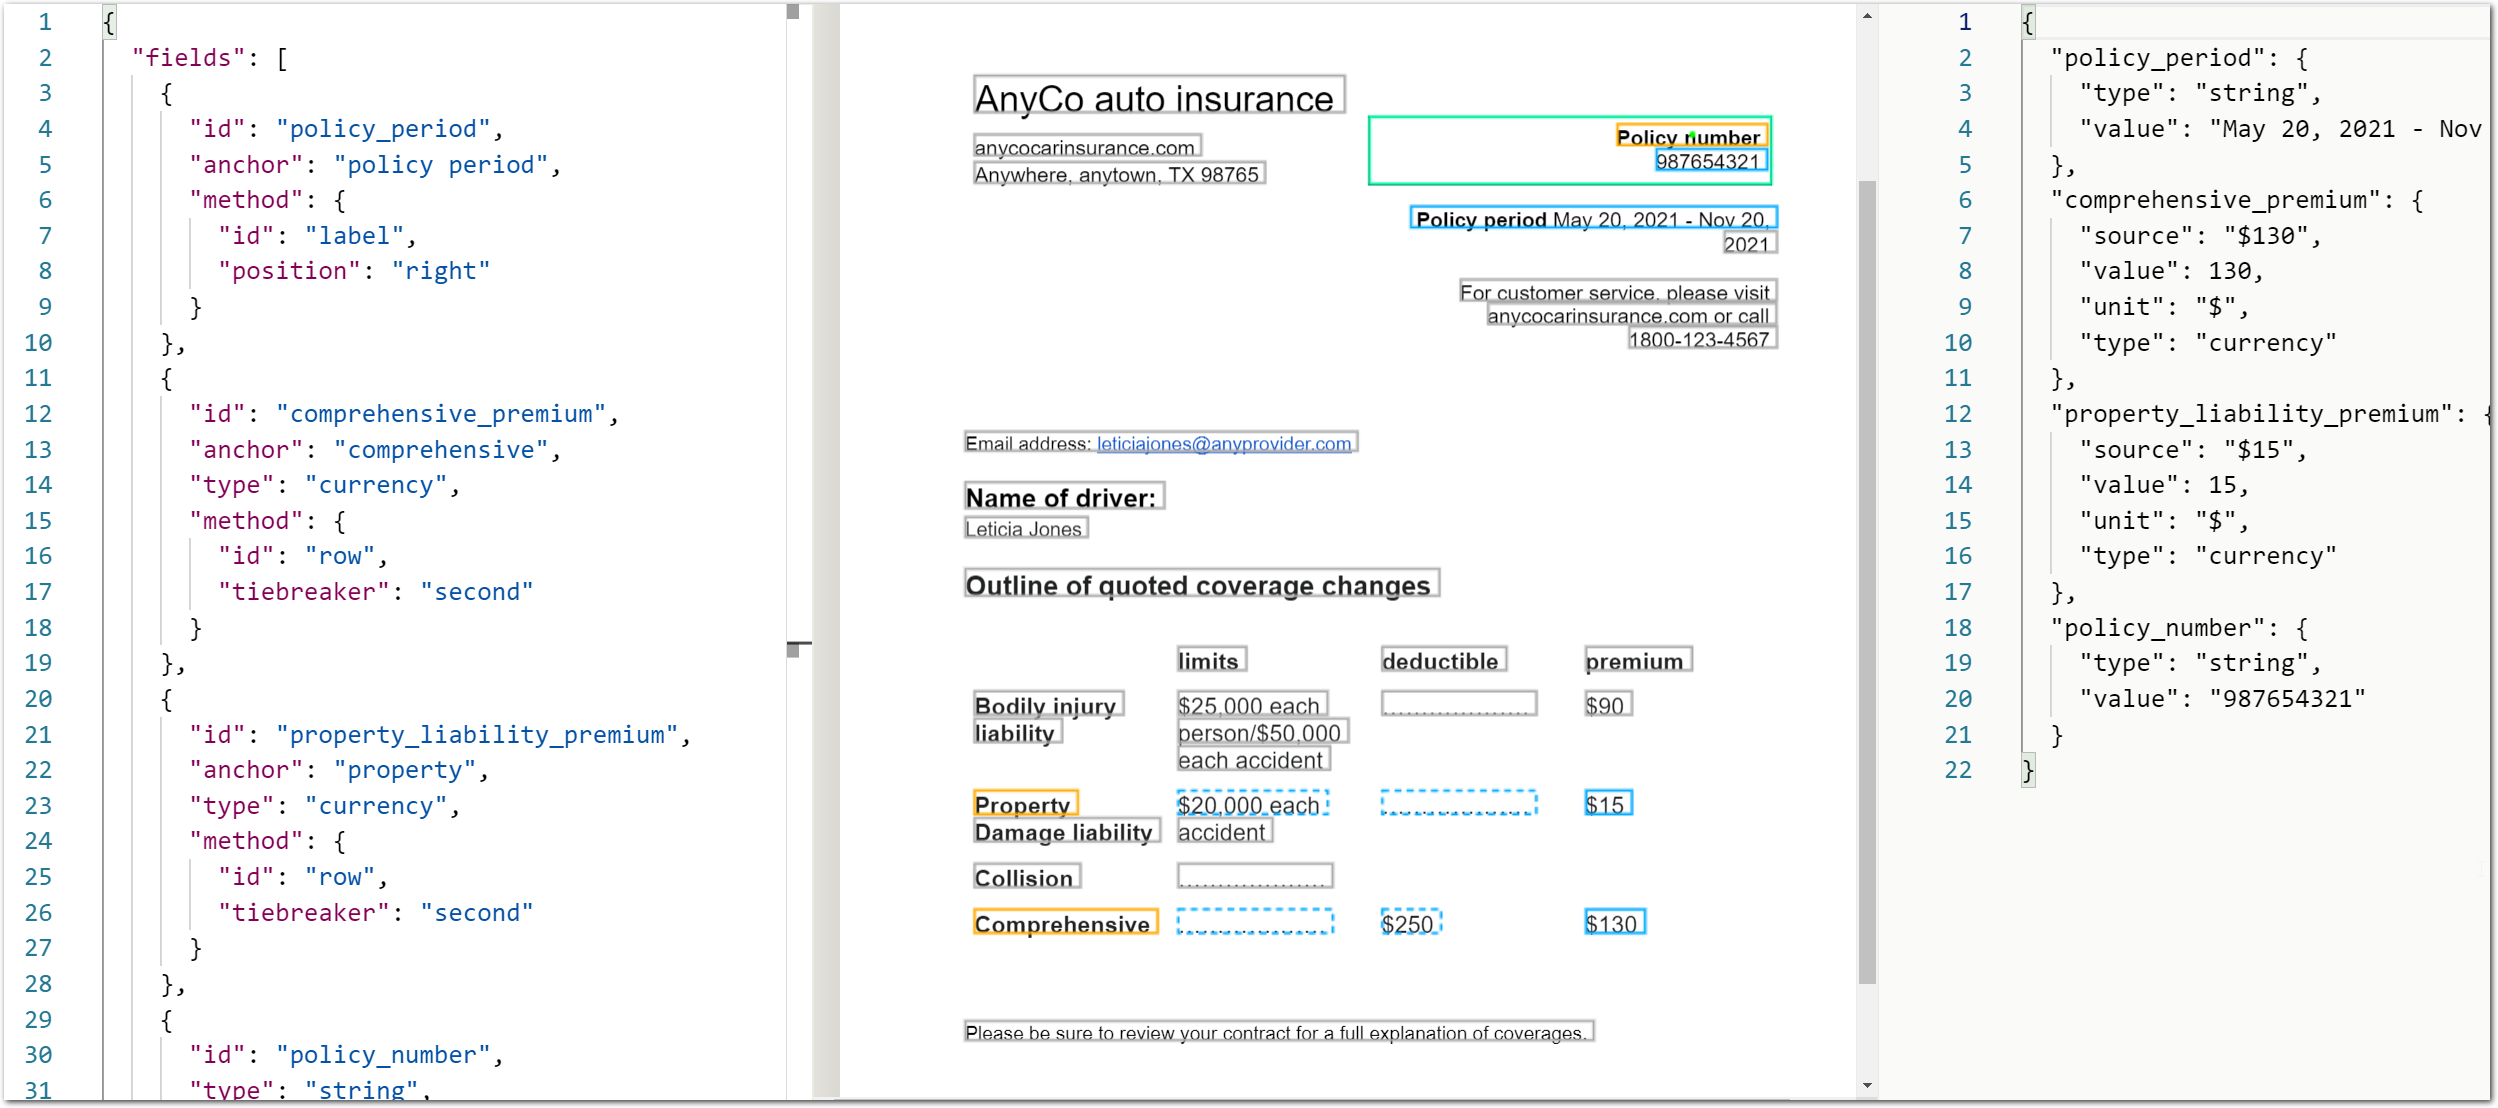 1 {
2 "fields": [
3 {
4 "id": "policy_period",
5 "anchor": "policy period",
6 "method": {
7 "id": "label",
8 "position": "right"
9 }
10 },
11 {
12 "id": "comprehensive_premium",
13 "anchor": "comprehensive",
14 "type": "currency",
15 "method": {
16 "id": "row",
17 "tiebreaker": "second"
18 }
19 },
20 {
21 "id": "property_liability_premium",
22 "anchor": "property",
23 "type": "currency",
24 "method": {
25 "id": "row",
26 "tiebreaker": "second"
27 }
28 },
29 {
30 "id": "policy_number",
31 "type": "string",
AnyCo auto insurance
anycocarinsurance.com
Anywhere, anytown, TX 98765
Policy number
987654321
Policy period May 20, 2021 - Nov 20,
2021
For customer service, please visit
anycocarinsurance.com or call
1800-123-4567
Email address: leticiajones@anyprovider.com
Name of driver:
Leticia Jones
Outline of quoted coverage changes
limits deductible premium
Bodily injury $25,000 each ................... $90
liability person/$50,000
each accident
Property $20,000 each ................... $15
Damage liability accident
Collision ...................
Comprehensive ................... $250 $130
Please be sure to review your contract for a full explanation of coverages.
1 {
2 "policy_period": {
3 "type": "string",
4 "value": "May 20, 2021 - Nov
5 },
6 "comprehensive_premium": {
7 "source": "$130",
8 "value": 130,
9 "unit": "$",
10 "type": "currency"
11 },
12 "property_liability_premium": {
13 "source": "$15",
14 "value": 15,
15 "unit": "$",
16 "type": "currency"
17 },
18 "policy_number": {
19 "type": "string",
20 "value": "987654321"
21 }
22 }